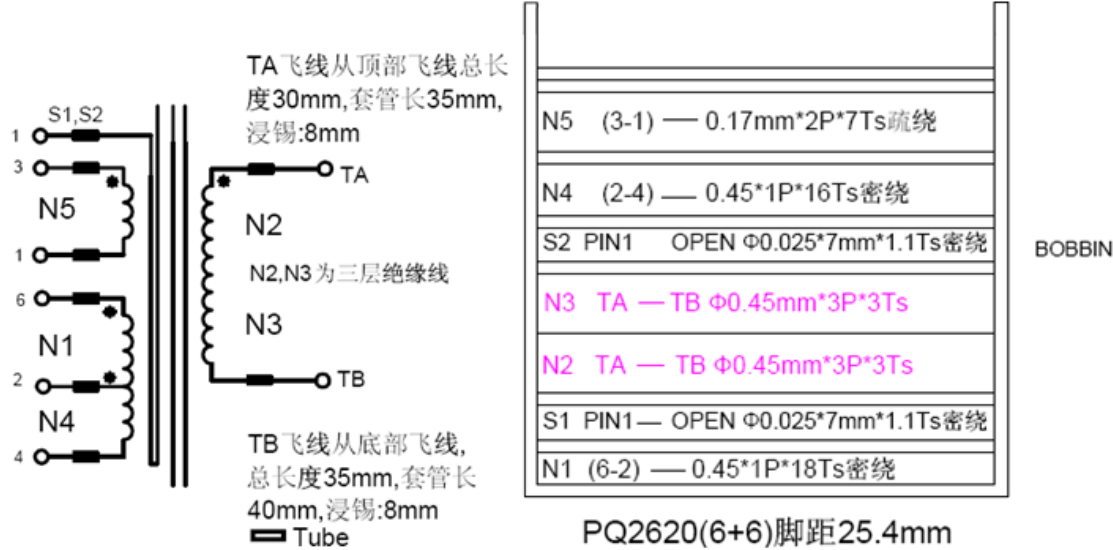 S1,S2
1
3
N5
1
6
N1
2
N4
4
TA飞线从顶部飞线总长
度30mm,套管长35mm,
浸锡:8mm
TA
N2
N2,N3为三层绝缘线
N3
TB
TB飞线从底部飞线,
总长度35mm,套管长
40mm,浸锡:8mm
Tube
N5 (3-1) — 0.17mm*2P*7Ts疏绕
N4 (2-4) — 0.45*1P*16Ts密绕
S2 PIN1 OPEN Φ0.025*7mm*1.1Ts密绕
N3 TA — TB Φ0.45mm*3P*3Ts
N2 TA — TB Φ0.45mm*3P*3Ts
S1 PIN1— OPEN Φ0.025*7mm*1.1Ts密绕
N1 (6-2) — 0.45*1P*18Ts密绕
BOBBIN
PQ2620(6+6)脚距25.4mm